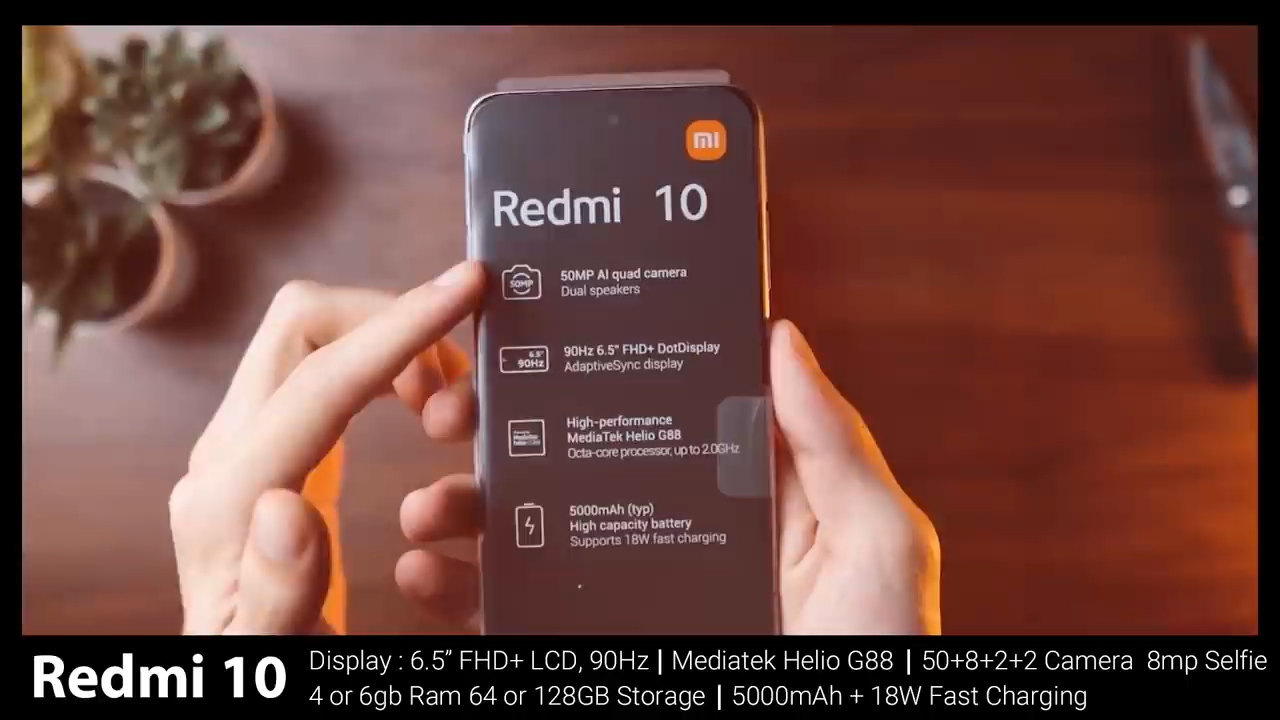 mi
Redmi 10
50MP
50MP AI quad camera
Dual speakers
6.5"
90Hz
90Hz 6.5" FHD+ DotDisplay
AdaptiveSync display
High-performance
MediaTek Helio G88
Octa-core processor, up to 2.0GHz
5000mAh (typ)
High capacity battery
Supports 18W fast charging
Redmi 10
Display : 6.5” FHD+ LCD, 90Hz | Mediatek Helio G88 | 50+8+2+2 Camera 8mp Selfie
4 or 6gb Ram 64 or 128GB Storage | 5000mAh + 18W Fast Charging